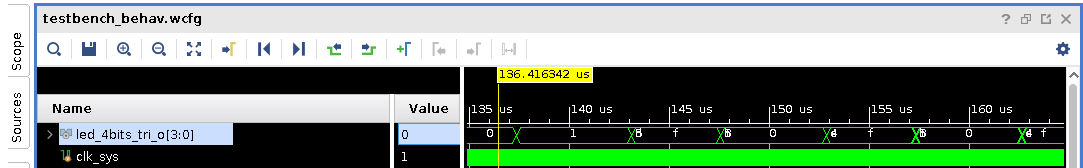 testbench_behav.wcfg
Scope
Sources
136.416342 us
Name
Value
135 us
140 us
145 us
150 us
155 us
160 us
led_4bits_tri_o[3:0]
0
0
1
f
0
f
0
f
clk_sys
1